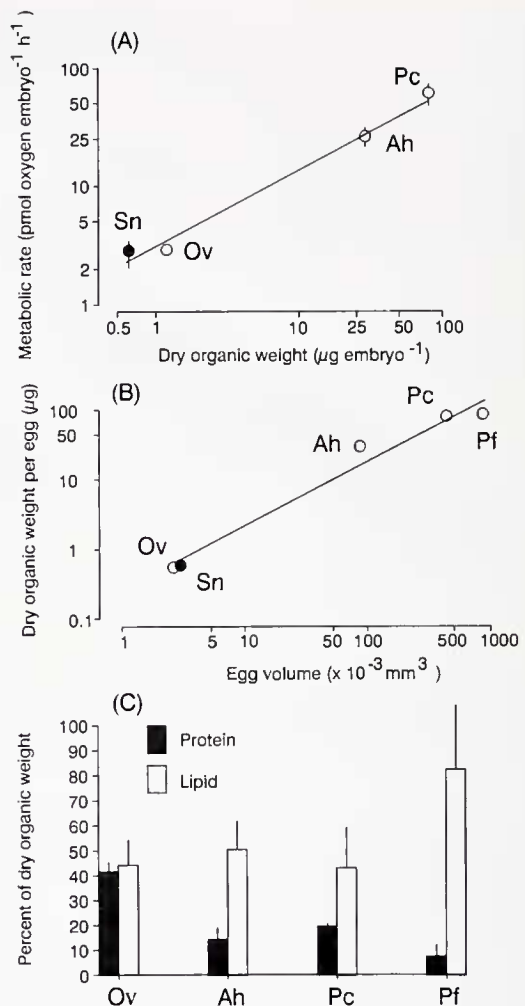 (A)
Metabolic rate (pmol oxygen embryo⁻¹ h⁻¹)
100
50
25
10
5
2
1
Pc
Ah
Sn
Ov
0.5 1 10 25 50 100
Dry organic weight (µg embryo⁻¹)
(B)
Dry organic weight per egg (µg)
100
50
10
1
0.1
Pc
Pf
Ah
Ov
Sn
1 5 10 50 100 500 1000
Egg volume (x 10⁻³ mm³)
(C)
Percent of dry organic weight
100
90
80
70
60
50
40
30
20
10
0
Protein
Lipid
Ov Ah Pc Pf